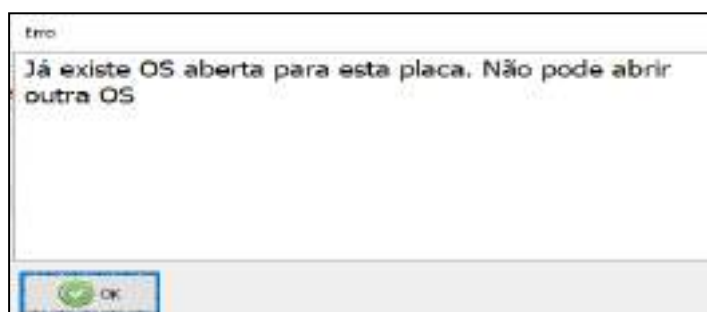 Erro
Já existe OS aberta para esta placa. Não pode abrir
outra OS
OK